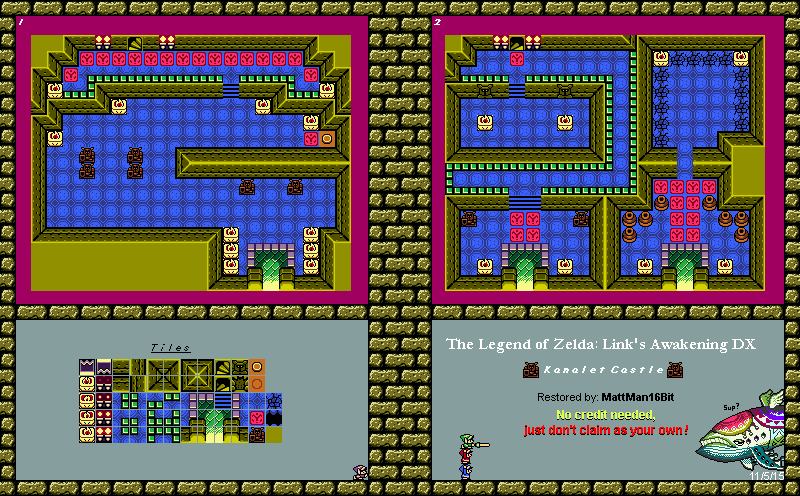 1
2
Tiles
The Legend of Zelda: Link's Awakening DX
Kanalet Castle
Restored by: MattMan16Bit
No credit needed,
just don't claim as your own!
Sup?
11/5/15